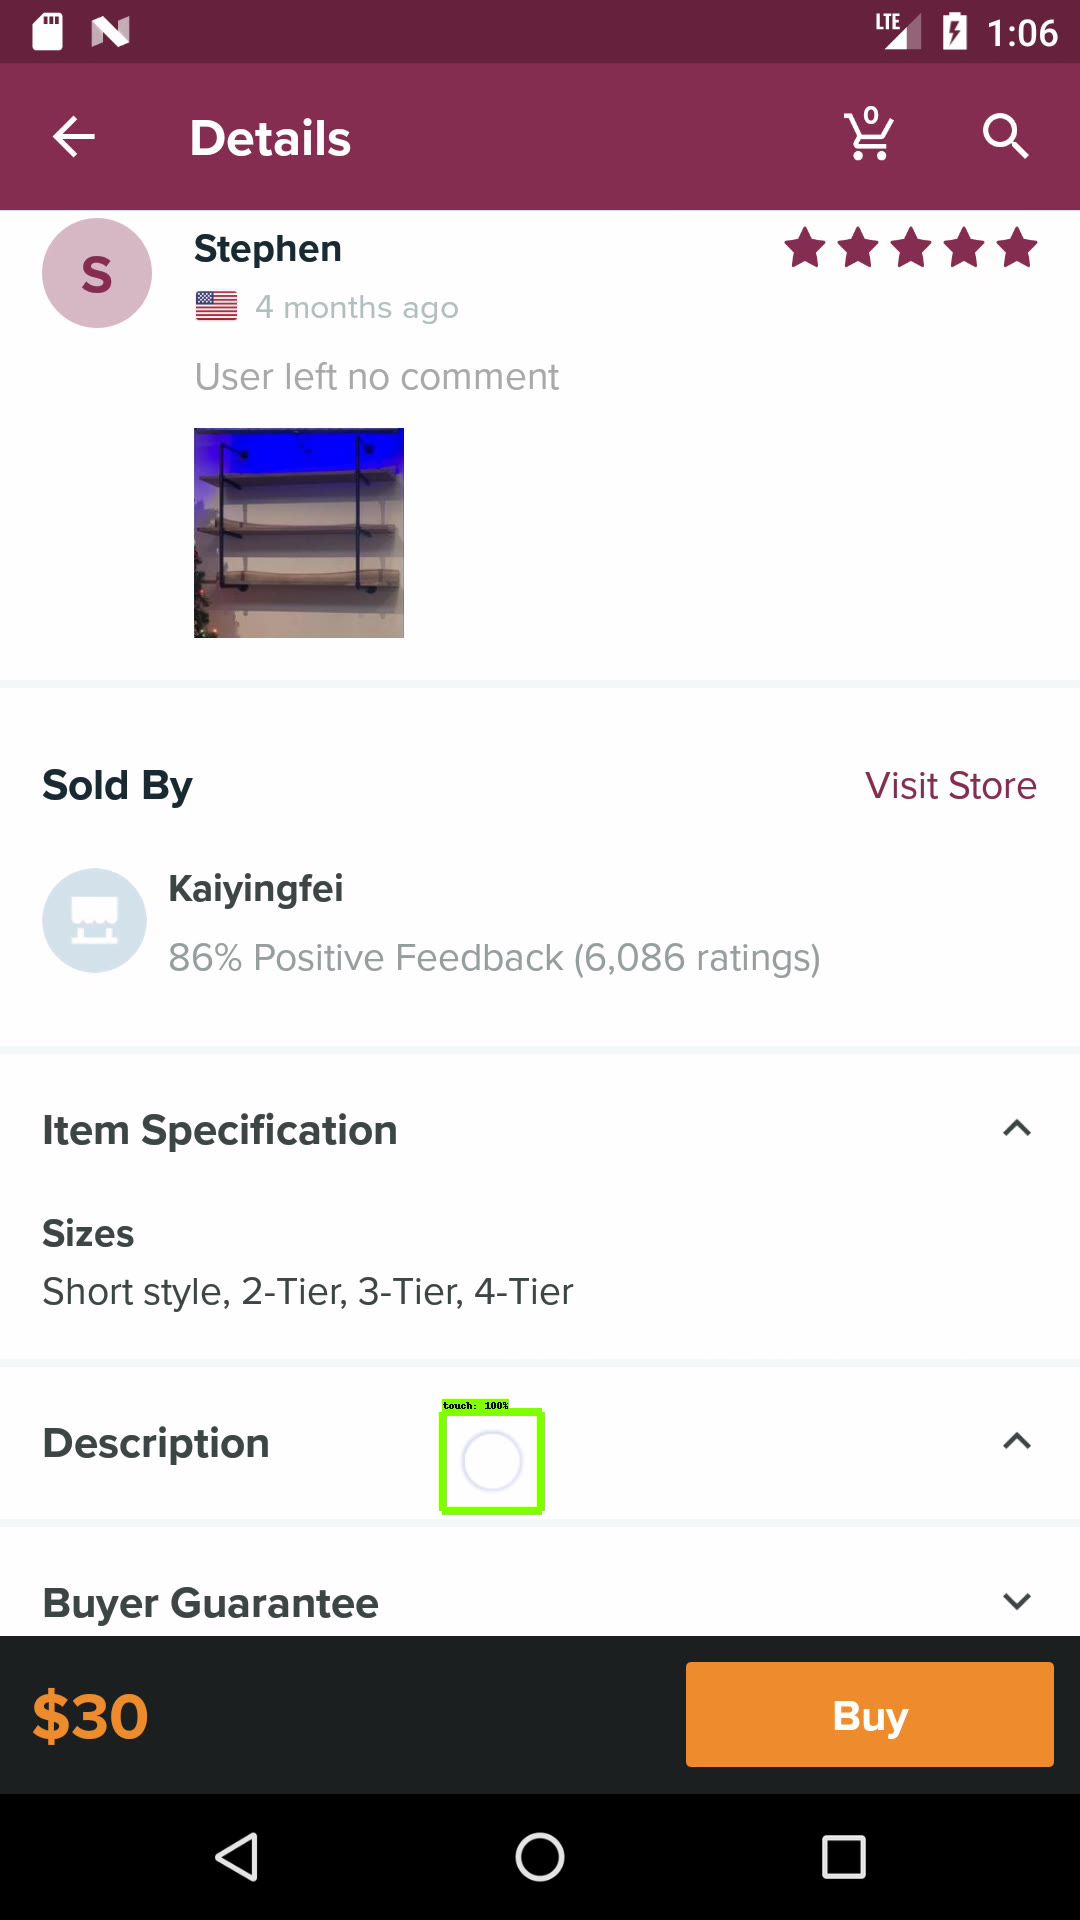 LTE 1:06
Details
0
S
Stephen
4 months ago
User left no comment
Sold By
Visit Store
Kaiyingfei
86% Positive Feedback (6,086 ratings)
Item Specification
Sizes
Short style, 2-Tier, 3-Tier, 4-Tier
touch: 100%
Description
Buyer Guarantee
$30
Buy